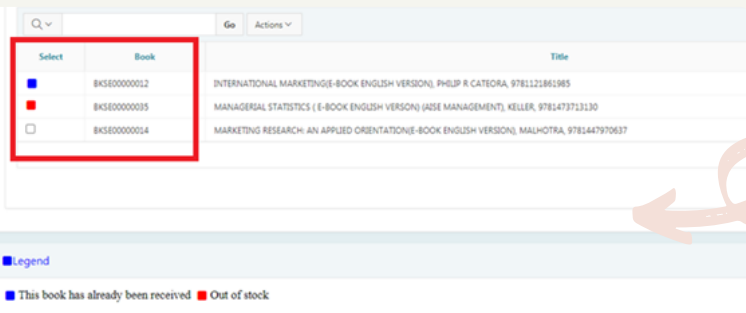 Go Actions
Select Book Title
BKSE00000012 INTERNATIONAL MARKETING(E-BOOK ENGLISH VERSION), PHILIP R CATEORA, 9781121861985
BKSE00000035 MANAGERIAL STATISTICS ( E-BOOK ENGLISH VERSON) (AISE MANAGEMENT), KELLER, 9781473713130
BKSE00000014 MARKETING RESEARCH: AN APPLIED ORIENTATION(E-BOOK ENGLISH VERSION), MALHOTRA, 9781447970637
Legend
This book has already been received Out of stock